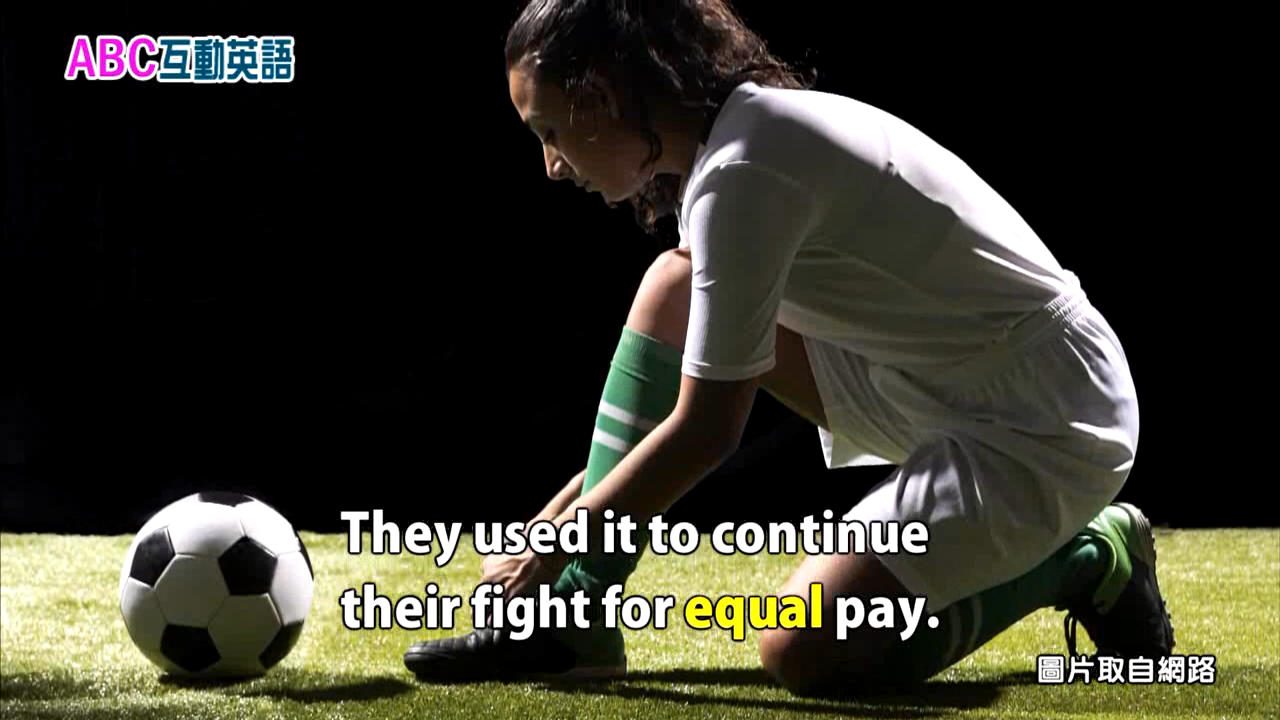 ABC互動英語
They used it to continue
their fight for equal pay.
圖片取自網路